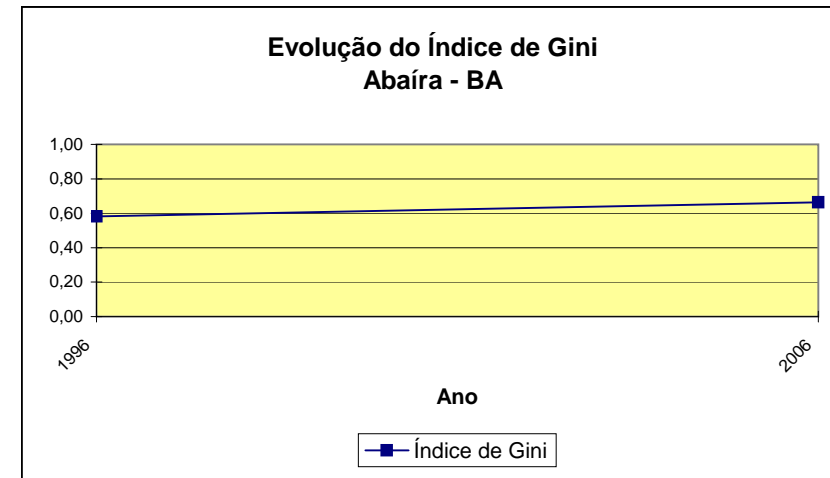 Evolução do Índice de Gini
Abaíra - BA
1,00
0,80
0,60
0,40
0,20
0,00
1996
2006
Ano
Índice de Gini